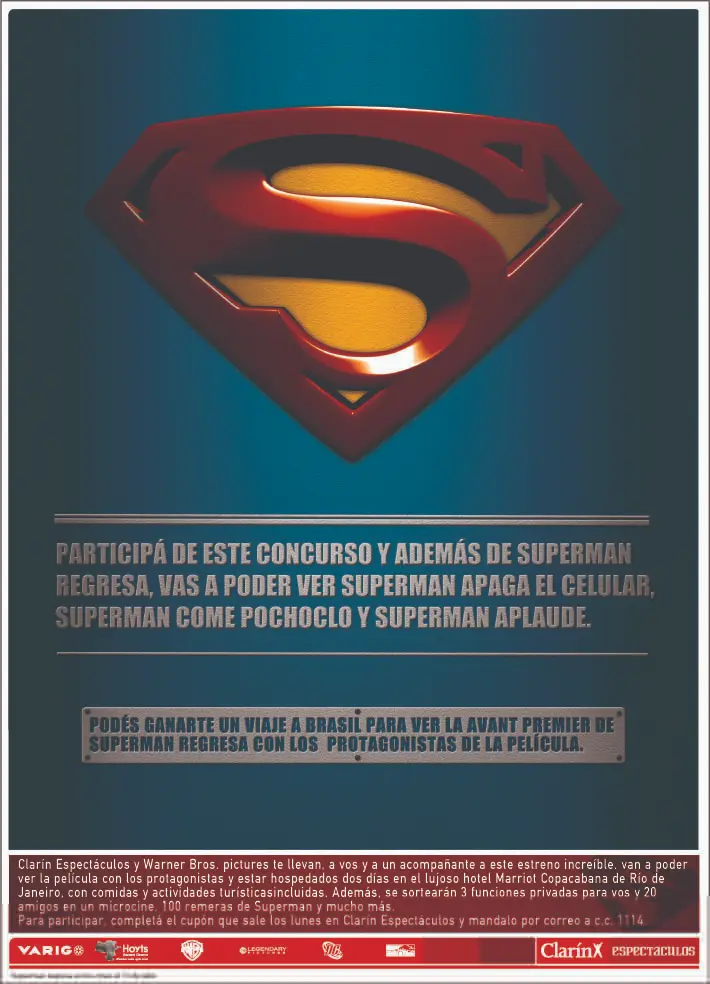 PARTICIPÁ DE ESTE CONCURSO Y ADEMÁS DE SUPERMAN
REGRESA, VAS A PODER VER SUPERMAN APAGA EL CELULAR,
SUPERMAN COME POCHOCLO Y SUPERMAN APLAUDE.
PODÉS GANARTE UN VIAJE A BRASIL PARA VER LA AVANT PREMIER DE
SUPERMAN REGRESA CON LOS PROTAGONISTAS DE LA PELÍCULA.
Clarín Espectáculos y Warner Bros. pictures te llevan, a vos y a un acompañante a este estreno increíble, van a poder
ver la película con los protagonistas y estar hospedados dos días en el lujoso hotel Marriot Copacabana de Río de
Janeiro, con comidas y actividades turísticasincluidas. Además, se sortearán 3 funciones privadas para vos y 20
amigos en un microcine, 100 remeras de Superman y mucho más.
Para participar, completá el cupón que sale los lunes en Clarín Espectáculos y mandalo por correo a c.c. 1114
VARIG Hoyts WB LEGENDARY PICTURES Clarín ESPECTACULOS